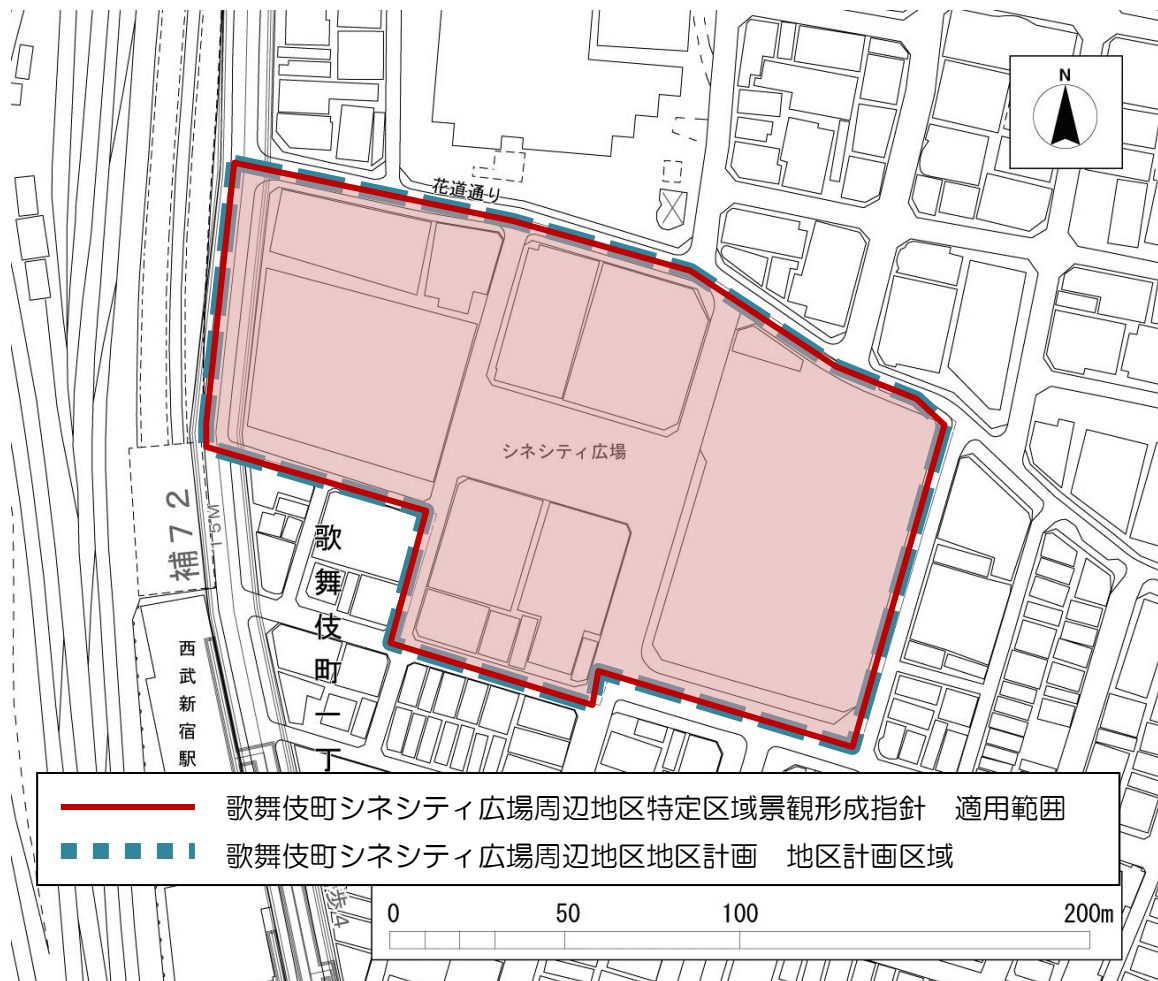 N
花道通り
シネシティ広場
補72
15M
歌舞伎町一丁
西武新宿駅
歌舞伎町シネシティ広場周辺地区特定区域景観形成指針 適用範囲
歌舞伎町シネシティ広場周辺地区地区計画 地区計画区域
歩4
0 50 100 200m